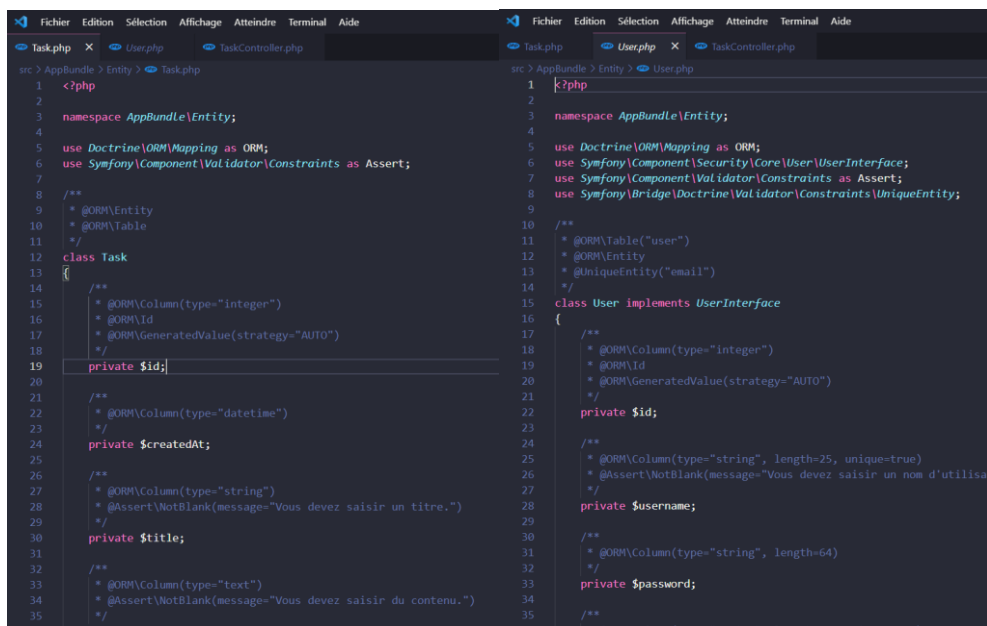 Fichier Edition Sélection Affichage Atteindre Terminal Aide
Task.php × User.php TaskController.php
src > AppBundle > Entity > Task.php
1 <?php
2
3 namespace AppBundle\Entity;
4
5 use Doctrine\ORM\Mapping as ORM;
6 use Symfony\Component\Validator\Constraints as Assert;
7
8 /**
9 * @ORM\Entity
10 * @ORM\Table
11 */
12 class Task
13 {
14 /**
15 * @ORM\Column(type="integer")
16 * @ORM\Id
17 * @ORM\GeneratedValue(strategy="AUTO")
18 */
19 private $id;
20
21 /**
22 * @ORM\Column(type="datetime")
23 */
24 private $createdAt;
25
26 /**
27 * @ORM\Column(type="string")
28 * @Assert\NotBlank(message="Vous devez saisir un titre.")
29 */
30 private $title;
31
32 /**
33 * @ORM\Column(type="text")
34 * @Assert\NotBlank(message="Vous devez saisir du contenu.")
35 */
Fichier Edition Sélection Affichage Atteindre Terminal Aide
Task.php User.php × TaskController.php
src > AppBundle > Entity > User.php
1 <?php
2
3 namespace AppBundle\Entity;
4
5 use Doctrine\ORM\Mapping as ORM;
6 use Symfony\Component\Security\Core\User\UserInterface;
7 use Symfony\Component\Validator\Constraints as Assert;
8 use Symfony\Bridge\Doctrine\Validator\Constraints\UniqueEntity;
9
10 /**
11 * @ORM\Table("user")
12 * @ORM\Entity
13 * @UniqueEntity("email")
14 */
15 class User implements UserInterface
16 {
17 /**
18 * @ORM\Column(type="integer")
19 * @ORM\Id
20 * @ORM\GeneratedValue(strategy="AUTO")
21 */
22 private $id;
23
24 /**
25 * @ORM\Column(type="string", length=25, unique=true)
26 * @Assert\NotBlank(message="Vous devez saisir un nom d'utilisa
27 */
28 private $username;
29
30 /**
31 * @ORM\Column(type="string", length=64)
32 */
33 private $password;
34
35 /**